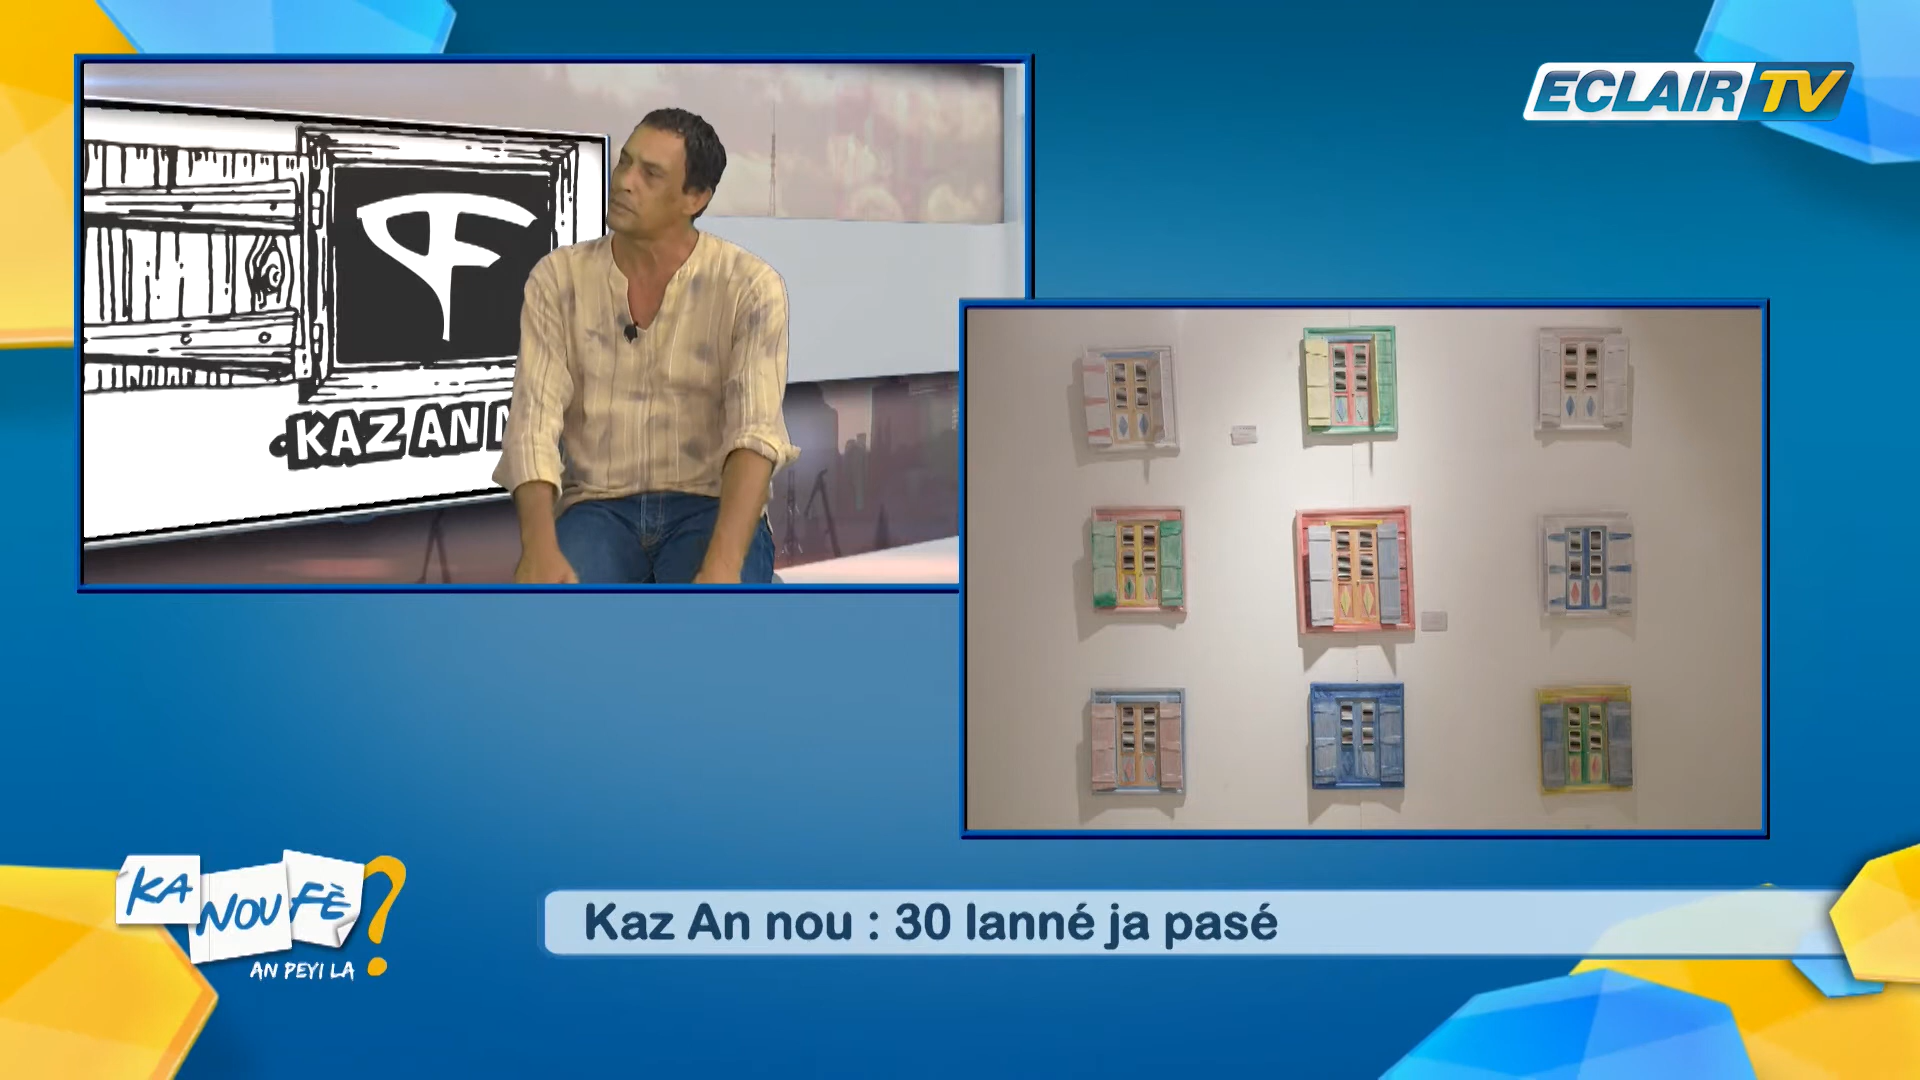 ECLAIR TV
KAZ AN N
KA NOU FÈ ?
AN PEYI LA
Kaz An nou : 30 lanné ja pasé